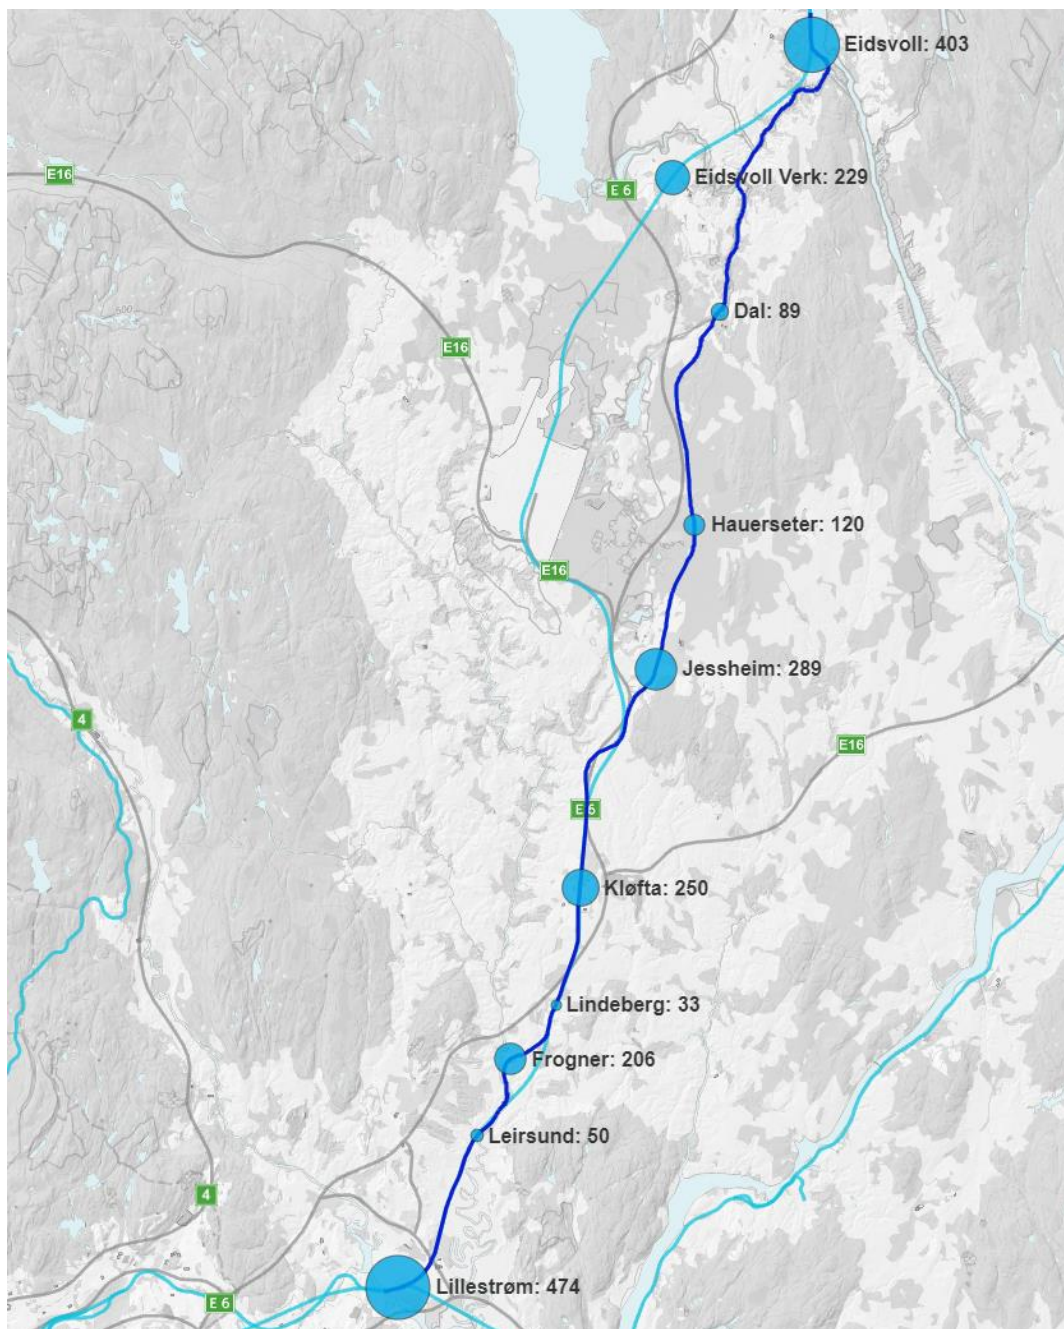 Eidsvoll: 403
E16
Eidsvoll Verk: 229
E 6
600
Dal: 89
E16
Hauerseter: 120
E16
Jessheim: 289
4
E16
E 6
Kløfta: 250
Lindeberg: 33
Frogner: 206
Leirsund: 50
4
Lillestrøm: 474
E 6